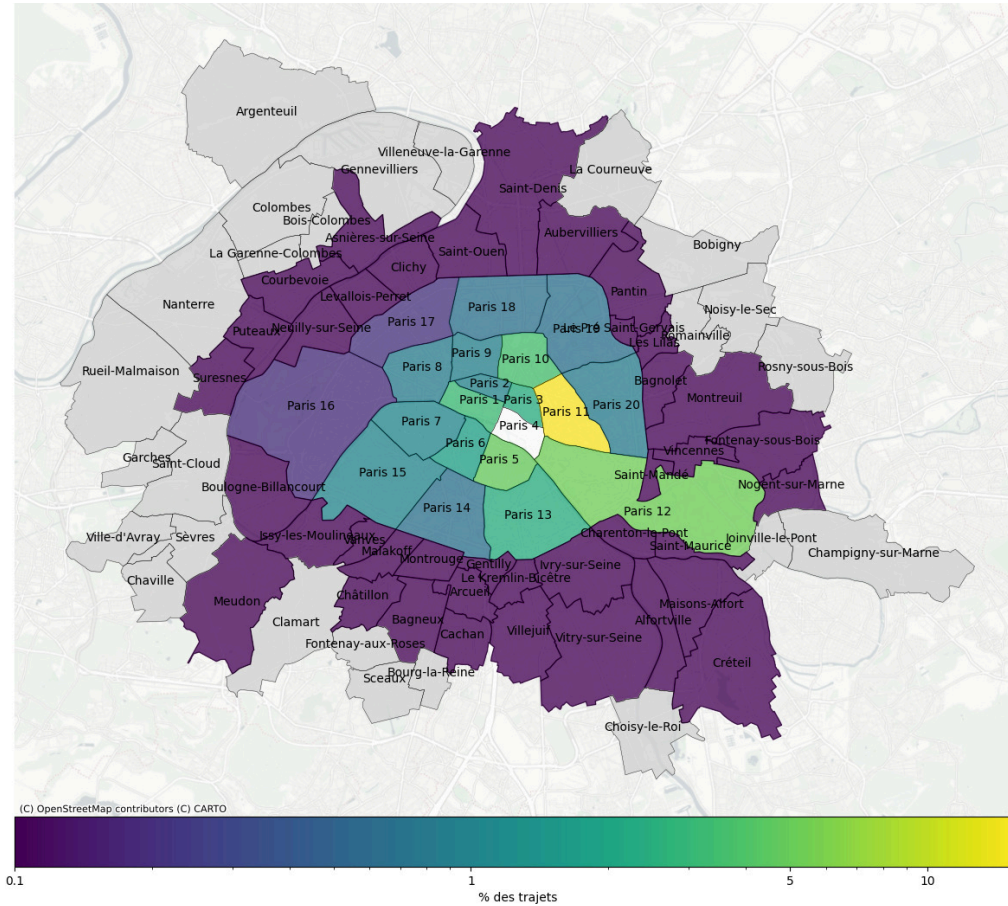 Argenteuil
Villeneuve-la-Garenne
Gennevilliers
La Courneuve
Saint-Denis
Colombes
Bois-Colombes
Asnières-sur-Seine
Aubervilliers
La Garenne-Colombes
Saint-Ouen
Bobigny
Clichy
Courbevoie
Pantin
Levallois-Perret
Nanterre
Paris 18
Noisy-le-Sec
Puteaux
Neuilly-sur-Seine
Paris 17
Paris 19
Le Pré Saint-Gervais
Romainville
Les Lilas
Paris 9
Paris 10
Rueil-Malmaison
Paris 8
Rosny-sous-Bois
Suresnes
Bagnolet
Paris 2
Montreuil
Paris 16
Paris 1
Paris 3
Paris 11
Paris 20
Paris 7
Paris 4
Fontenay-sous-Bois
Paris 6
Vincennes
Garches
Saint-Cloud
Paris 5
Paris 15
Saint-Mandé
Boulogne-Billancourt
Nogent-sur-Marne
Paris 14
Paris 13
Paris 12
Ville-d'Avray
Sèvres
Issy-les-Moulineaux
Vanves
Charenton-le-Pont
Joinville-le-Pont
Malakoff
Saint-Maurice
Champigny-sur-Marne
Montrouge
Gentilly
Ivry-sur-Seine
Chaville
Le Kremlin-Bicêtre
Meudon
Châtillon
Arcueil
Maisons-Alfort
Clamart
Bagneux
Alfortville
Fontenay-aux-Roses
Cachan
Villejuif
Vitry-sur-Seine
Créteil
Bourg-la-Reine
Sceaux
Choisy-le-Roi
(C) OpenStreetMap contributors (C) CARTO
0.1 1 5 10
% des trajets